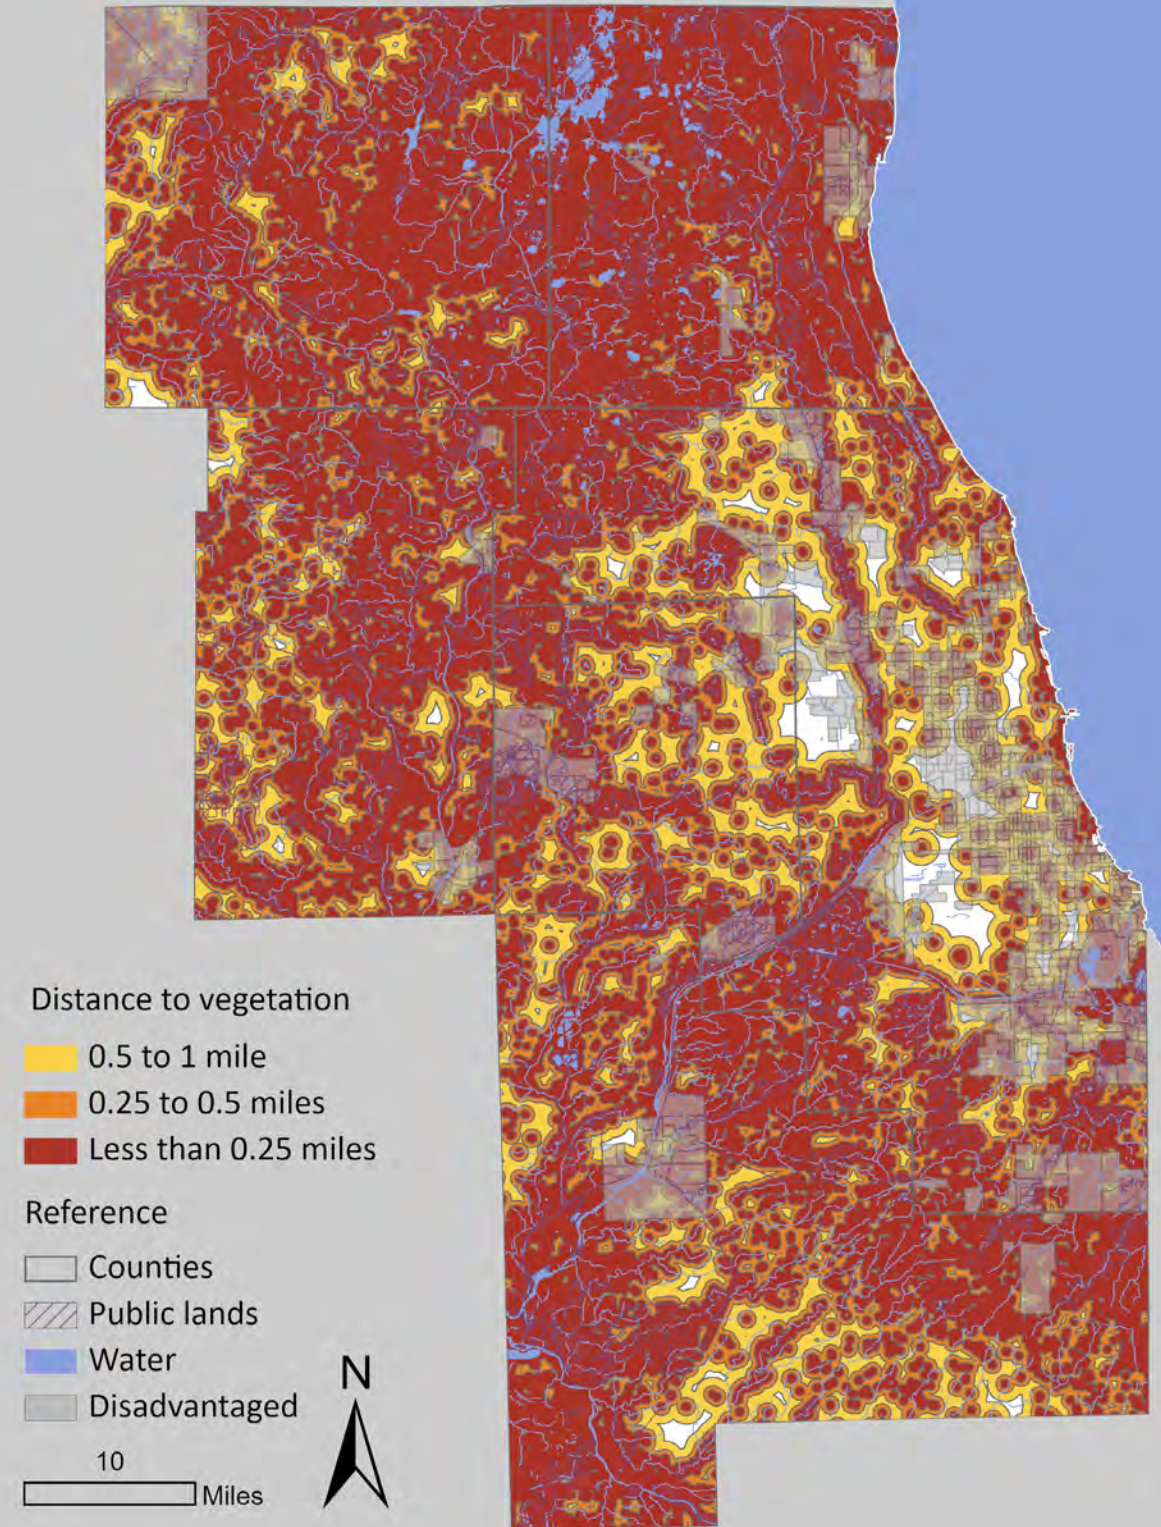 Distance to vegetation
0.5 to 1 mile
0.25 to 0.5 miles
Less than 0.25 miles
Reference
Counties
Public lands
Water
Disadvantaged
10
Miles
N